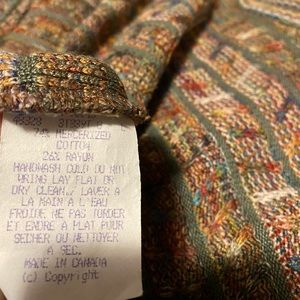 74% MERCERIZED
COTTON
26% RAYON
HANDWASH COLD DO NOT
WRING LAY FLAT OR
DRY CLEAN. LAVER A
LA MAIN A L'EAU
FROIDE NE PAS TORDER
ET ENDRE A PLAT POUR
SECHER OU NETTOYER
A SEC.
MADE IN CANADA
(c) Copyright